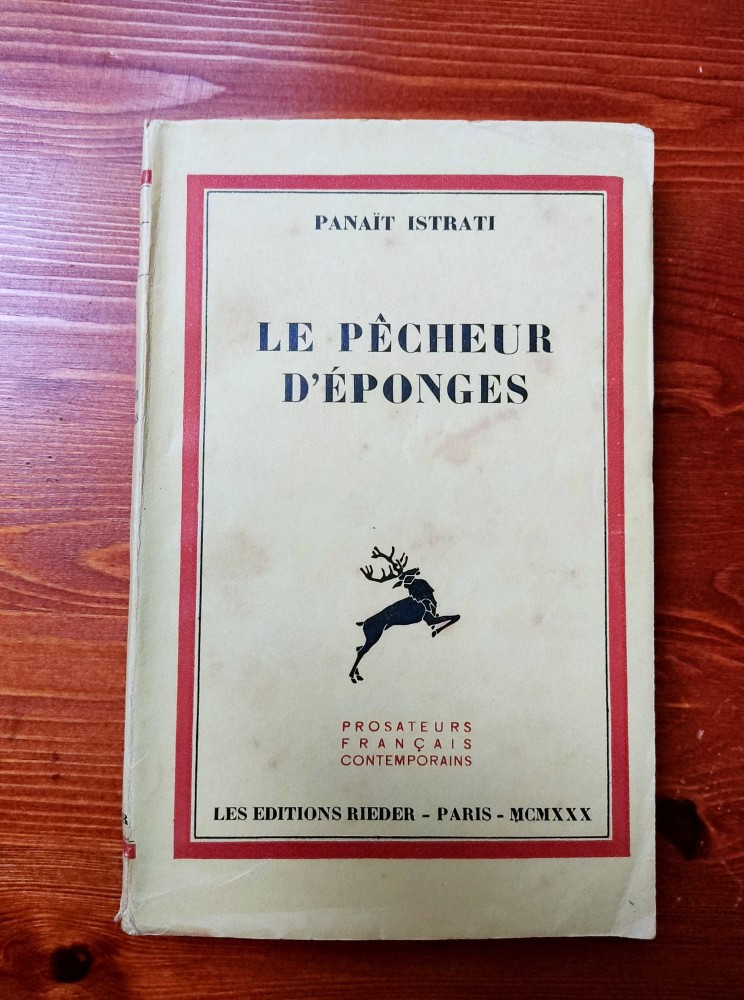 PANAÏT ISTRATI
LE PÊCHEUR
D'ÉPONGES
PROSATEURS
FRANÇAIS
CONTEMPORAINS
LES EDITIONS RIEDER – PARIS – MCMXXX